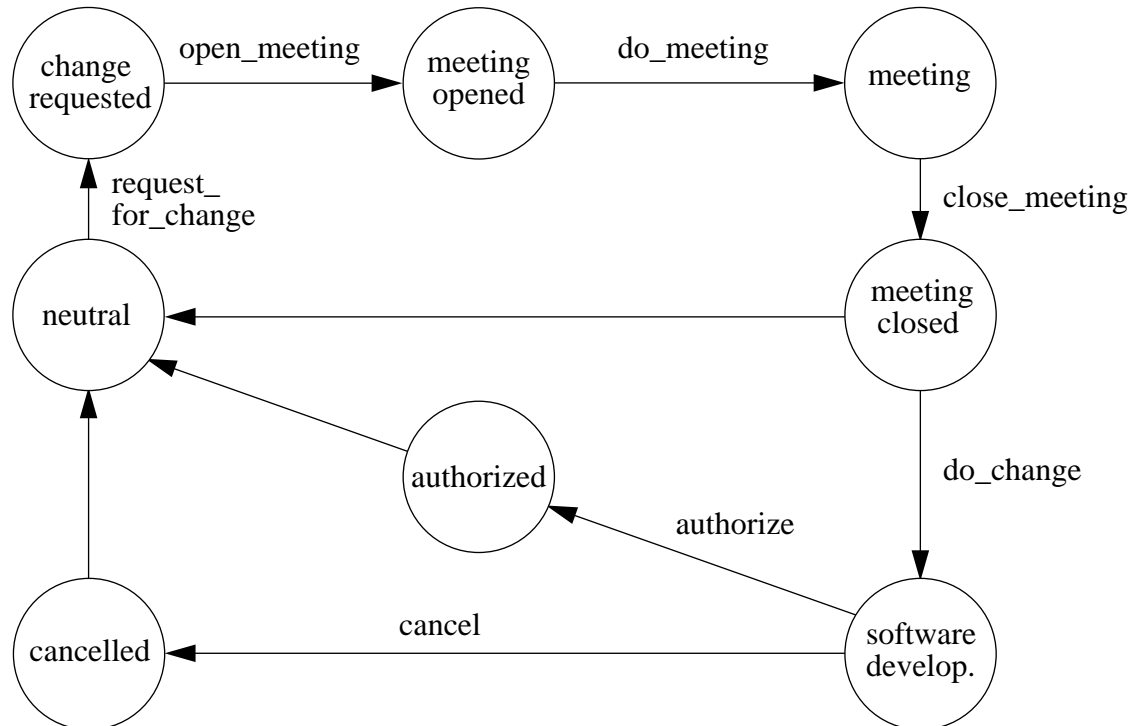 change
requested
open_meeting
meeting
opened
do_meeting
meeting
request_
for_change
close_meeting
neutral
meeting
closed
authorized
do_change
authorize
cancelled
cancel
software
develop.